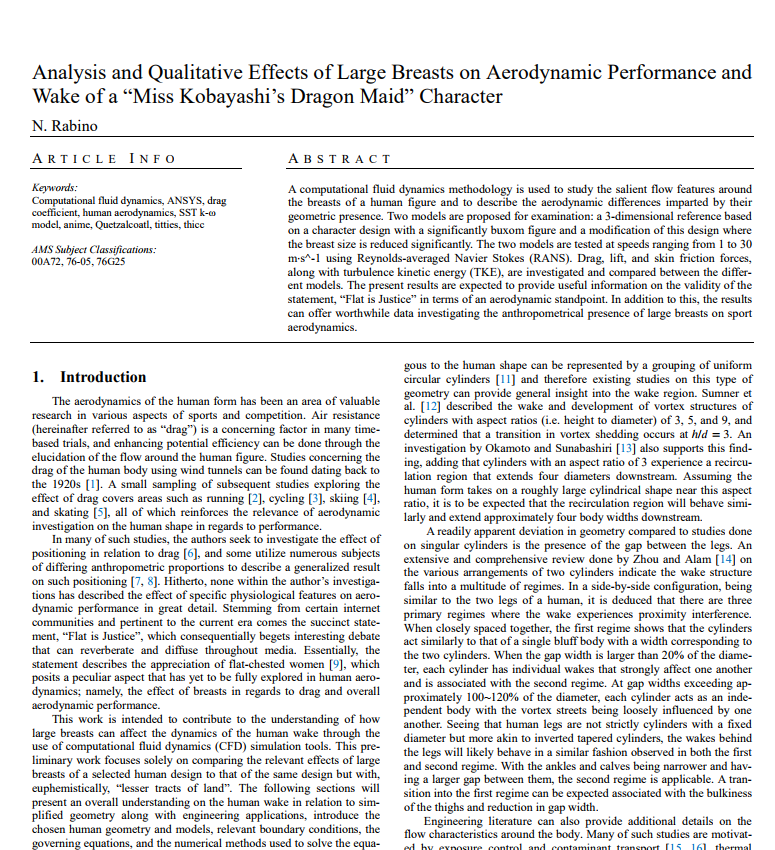 Analysis and Qualitative Effects of Large Breasts on Aerodynamic Performance and
Wake of a “Miss Kobayashi’s Dragon Maid” Character
N. Rabino
ARTICLE INFO
Keywords:
Computational fluid dynamics, ANSYS, drag
coefficient, human aerodynamics, SST k-ω
model, anime, Quetzalcoatl, titties, thicc
AMS Subject Classifications:
00A72, 76-05, 76G25
ABSTRACT
A computational fluid dynamics methodology is used to study the salient flow features around
the breasts of a human figure and to describe the aerodynamic differences imparted by their
geometric presence. Two models are proposed for examination: a 3-dimensional reference based
on a character design with a significantly buxom figure and a modification of this design where
the breast size is reduced significantly. The two models are tested at speeds ranging from 1 to 30
m·s^-1 using Reynolds-averaged Navier Stokes (RANS). Drag, lift, and skin friction forces,
along with turbulence kinetic energy (TKE), are investigated and compared between the differ-
ent models. The present results are expected to provide useful information on the validity of the
statement, “Flat is Justice” in terms of an aerodynamic standpoint. In addition to this, the results
can offer worthwhile data investigating the anthropometrical presence of large breasts on sport
aerodynamics.
1. Introduction
The aerodynamics of the human form has been an area of valuable
research in various aspects of sports and competition. Air resistance
(hereinafter referred to as “drag”) is a concerning factor in many time-
based trials, and enhancing potential efficiency can be done through the
elucidation of the flow around the human figure. Studies concerning the
drag of the human body using wind tunnels can be found dating back to
the 1920s [1]. A small sampling of subsequent studies exploring the
effect of drag covers areas such as running [2], cycling [3], skiing [4],
and skating [5], all of which reinforces the relevance of aerodynamic
investigation on the human shape in regards to performance.
In many of such studies, the authors seek to investigate the effect of
positioning in relation to drag [6], and some utilize numerous subjects
of differing anthropometric proportions to describe a generalized result
on such positioning [7, 8]. Hitherto, none within the author’s investiga-
tions has described the effect of specific physiological features on aero-
dynamic performance in great detail. Stemming from certain internet
communities and pertinent to the current era comes the succinct state-
ment, “Flat is Justice”, which consequentially begets interesting debate
that can reverberate and diffuse throughout media. Essentially, the
statement describes the appreciation of flat-chested women [9], which
posits a peculiar aspect that has yet to be fully explored in human aero-
dynamics; namely, the effect of breasts in regards to drag and overall
aerodynamic performance.
This work is intended to contribute to the understanding of how
large breasts can affect the dynamics of the human wake through the
use of computational fluid dynamics (CFD) simulation tools. This pre-
liminary work focuses solely on comparing the relevant effects of large
breasts of a selected human design to that of the same design but with,
euphemistically, “lesser tracts of land”. The following sections will
present an overall understanding on the human wake in relation to sim-
plified geometry along with engineering applications, introduce the
chosen human geometry and models, relevant boundary conditions, the
governing equations, and the numerical methods used to solve the equa-
gous to the human shape can be represented by a grouping of uniform
circular cylinders [11] and therefore existing studies on this type of
geometry can provide general insight into the wake region. Sumner et
al. [12] described the wake and development of vortex structures of
cylinders with aspect ratios (i.e. height to diameter) of 3, 5, and 9, and
determined that a transition in vortex shedding occurs at h/d = 3. An
investigation by Okamoto and Sunabashiri [13] also supports this find-
ing, adding that cylinders with an aspect ratio of 3 experience a recircu-
lation region that extends four diameters downstream. Assuming the
human form takes on a roughly large cylindrical shape near this aspect
ratio, it is to be expected that the recirculation region will behave simi-
larly and extend approximately four body widths downstream.
A readily apparent deviation in geometry compared to studies done
on singular cylinders is the presence of the gap between the legs. An
extensive and comprehensive review done by Zhou and Alam [14] on
the various arrangements of two cylinders indicate the wake structure
falls into a multitude of regimes. In a side-by-side configuration, being
similar to the two legs of a human, it is deduced that there are three
primary regimes where the wake experiences proximity interference.
When closely spaced together, the first regime shows that the cylinders
act similarly to that of a single bluff body with a width corresponding to
the two cylinders. When the gap width is larger than 20% of the diame-
ter, each cylinder has individual wakes that strongly affect one another
and is associated with the second regime. At gap widths exceeding ap-
proximately 100~120% of the diameter, each cylinder acts as an inde-
pendent body with the vortex streets being loosely influenced by one
another. Seeing that human legs are not strictly cylinders with a fixed
diameter but more akin to inverted tapered cylinders, the wakes behind
the legs will likely behave in a similar fashion observed in both the first
and second regime. With the ankles and calves being narrower and hav-
ing a larger gap between them, the second regime is applicable. A tran-
sition into the first regime can be expected associated with the bulkiness
of the thighs and reduction in gap width.
Engineering literature can also provide additional details on the
flow characteristics around the body. Many of such studies are motivat-
ed by exposure control and contaminant transport [15, 16], thermal